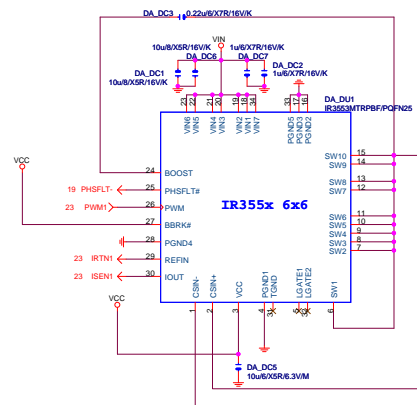 DA_DC3 0.22u/6/X7R/16V/K
10u/8/X5R/16V/K VIN 1u/6/X7R/16V/K
DA_DC6 DA_DC7
DA_DC1 DA_DC2
10u/8/X5R/16V/K 1u/6/X7R/16V/K
DA_DU1
IR3553MTRPBF/PQFN25
23 22 21 20 19 18 34 33 17 16
VIN6 VIN5 VIN4 VIN3 VIN2 VIN1 VIN7 PGND5 PGND3 PGND2
SW10 15
SW9 14
VCC
24 BOOST
SW8 13
SW7 12
19 PHSFLT- 25 PHSFLT#
23 PWM1 26 PWM
IR355x 6x6
SW6 11
SW5 10
SW4 9
SW3 8
SW2 7
27 BBRK#
28 PGND4
23 IRTN1 29 REFIN
23 ISEN1 30 IOUT
CSIN- CSIN+ VCC PGND1 TGND LGATE1 LGATE2 SW1
1 2 3 4 31 5 6
VCC
DA_DC5
10u/6/X5R/6.3V/M